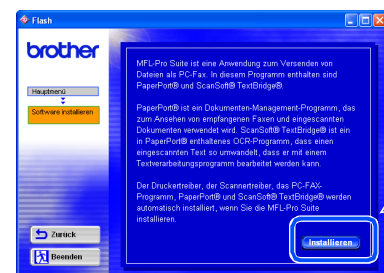 Flash
brother
Hauptmenü
Software installieren
MFL-Pro Suite ist eine Anwendung zum Versenden von
Dateien als PC-Fax. In diesem Programm enthalten sind
PaperPort® und ScanSoft® TextBridge®.
PaperPort® ist ein Dokumenten-Management-Programm, das
zum Ansehen von empfangenen Faxen und eingescannten
Dokumenten verwendet wird. ScanSoft® TextBridge® ist ein
in PaperPort® enthaltenes OCR-Programm, dass einen
eingescannten Text so umwandelt, dass er mit einem
Textverarbeitungsprogramm bearbeitet werden kann.
Der Druckertreiber, der Scannertreiber, das PC-FAX-
Programm, PaperPort® und ScanSoft® TextBridge® werden
automatisch installiert, wenn Sie die MFL-Pro Suite
installieren.
Zurück
Beenden
Installieren